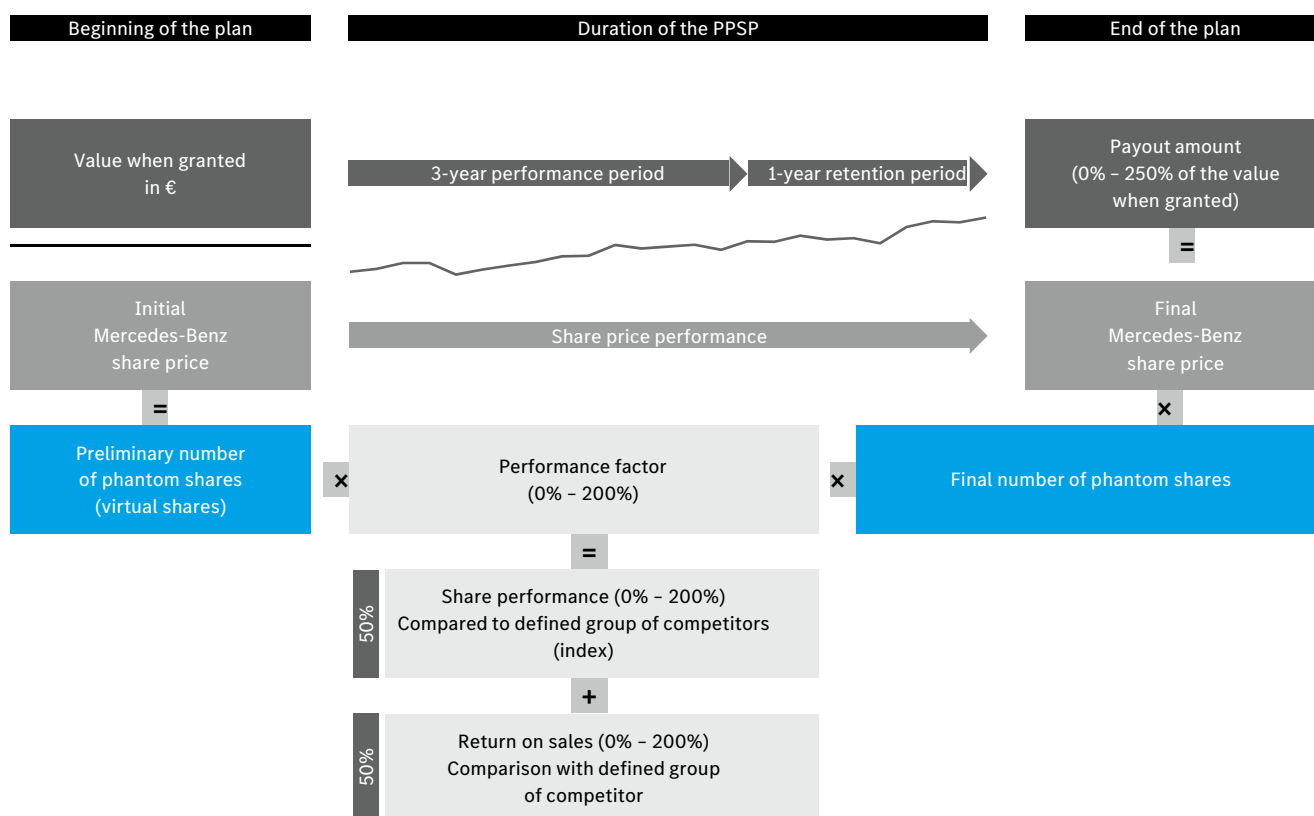 Beginning of the plan
Duration of the PPSP
End of the plan
Value when granted
in €
3-year performance period
1-year retention period
Payout amount
(0% – 250% of the value
when granted)
=
Initial
Mercedes-Benz
share price
Share price performance
Final
Mercedes-Benz
share price
=
×
Preliminary number
of phantom shares
(virtual shares)
×
Performance factor
(0% – 200%)
×
Final number of phantom shares
=
50%
Share performance (0% – 200%)
Compared to defined group of competitors
(index)
+
50%
Return on sales (0% – 200%)
Comparison with defined group
of competitor